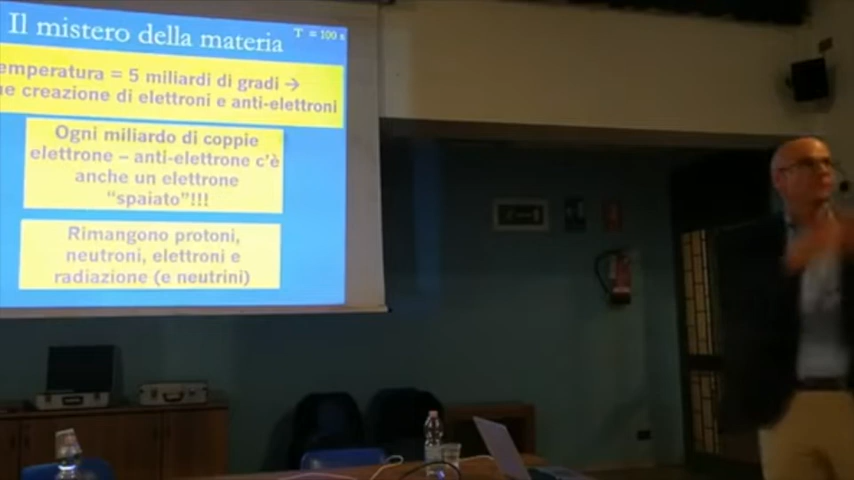 Il mistero della materia
T = 100 s
emperatura = 5 miliardi di gradi →
e creazione di elettroni e anti-elettroni
Ogni miliardo di coppie
elettrone – anti-elettrone c'è
anche un elettrone
"spaiato"!!!
Rimangono protoni,
neutroni, elettroni e
radiazione (e neutrini)